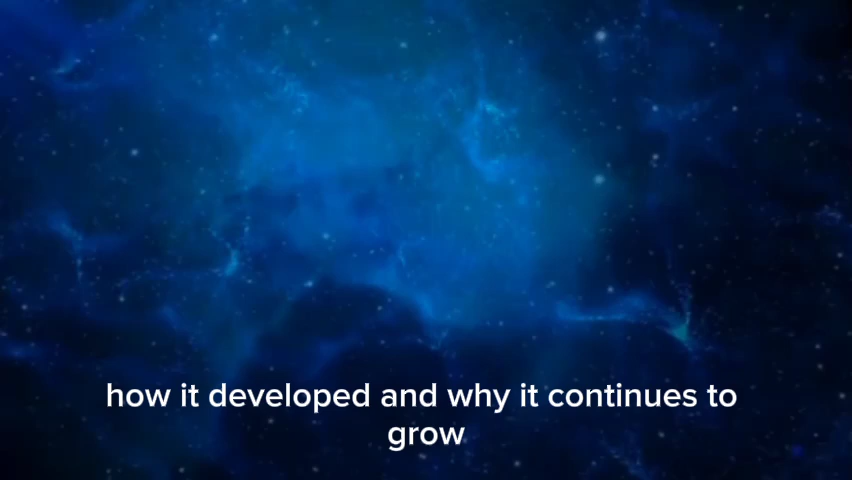 how it developed and why it continues to
grow